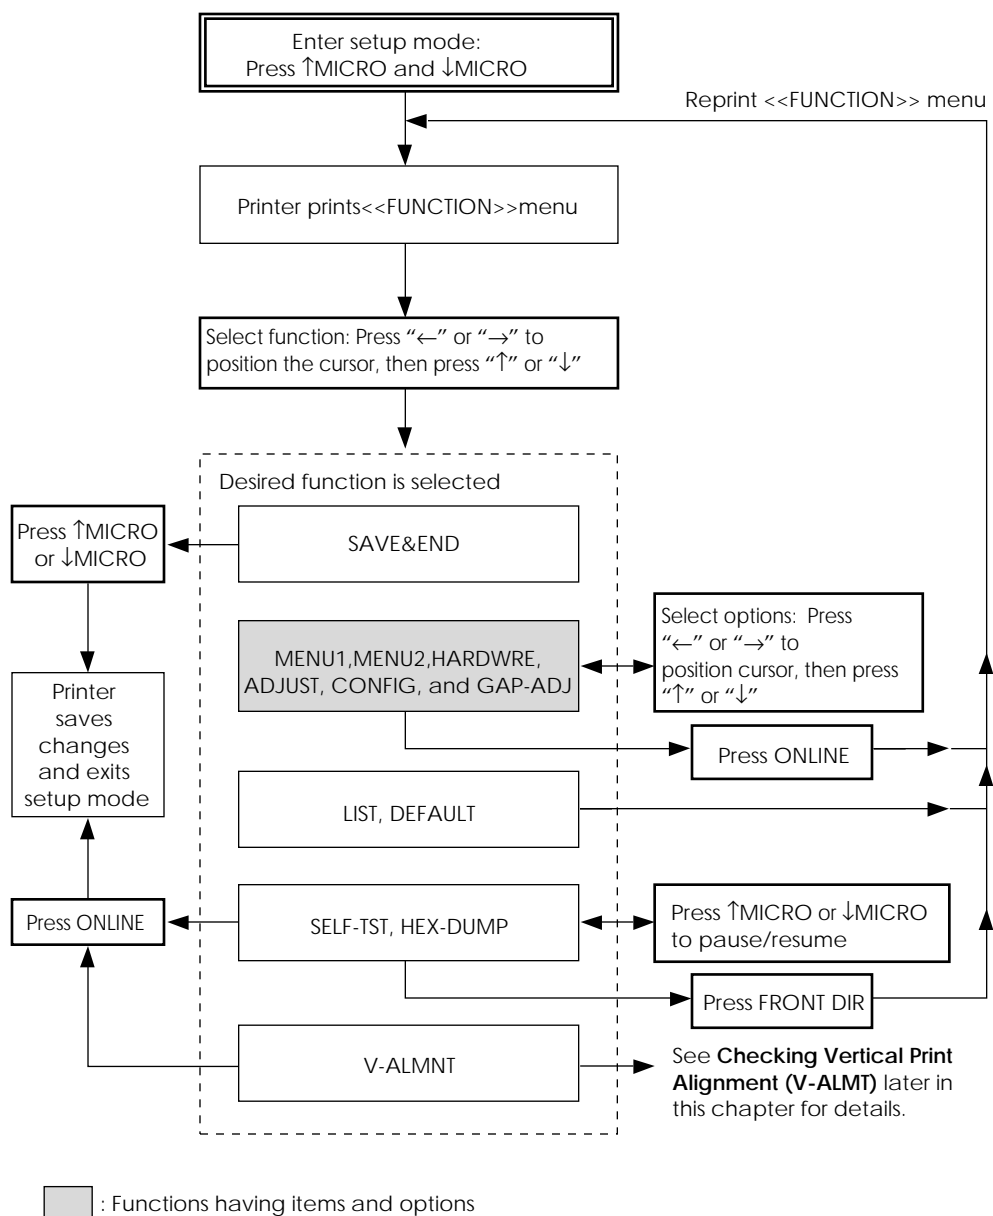 Enter setup mode:
Press ↑MICRO and ↓MICRO
Reprint <<FUNCTION>> menu
Printer prints<<FUNCTION>>menu
Select function: Press “←” or “→” to
position the cursor, then press “↑” or “↓”
Desired function is selected
Press ↑MICRO
or ↓MICRO
SAVE&END
Select options: Press
“←” or “→” to
position cursor, then press
“↑” or “↓”
MENU1,MENU2,HARDWRE,
ADJUST, CONFIG, and GAP-ADJ
Printer
saves
changes
and exits
setup mode
Press ONLINE
LIST, DEFAULT
Press ONLINE
SELF-TST, HEX-DUMP
Press ↑MICRO or ↓MICRO
to pause/resume
Press FRONT DIR
V-ALMNT
See Checking Vertical Print
Alignment (V-ALMT) later in
this chapter for details.
: Functions having items and options